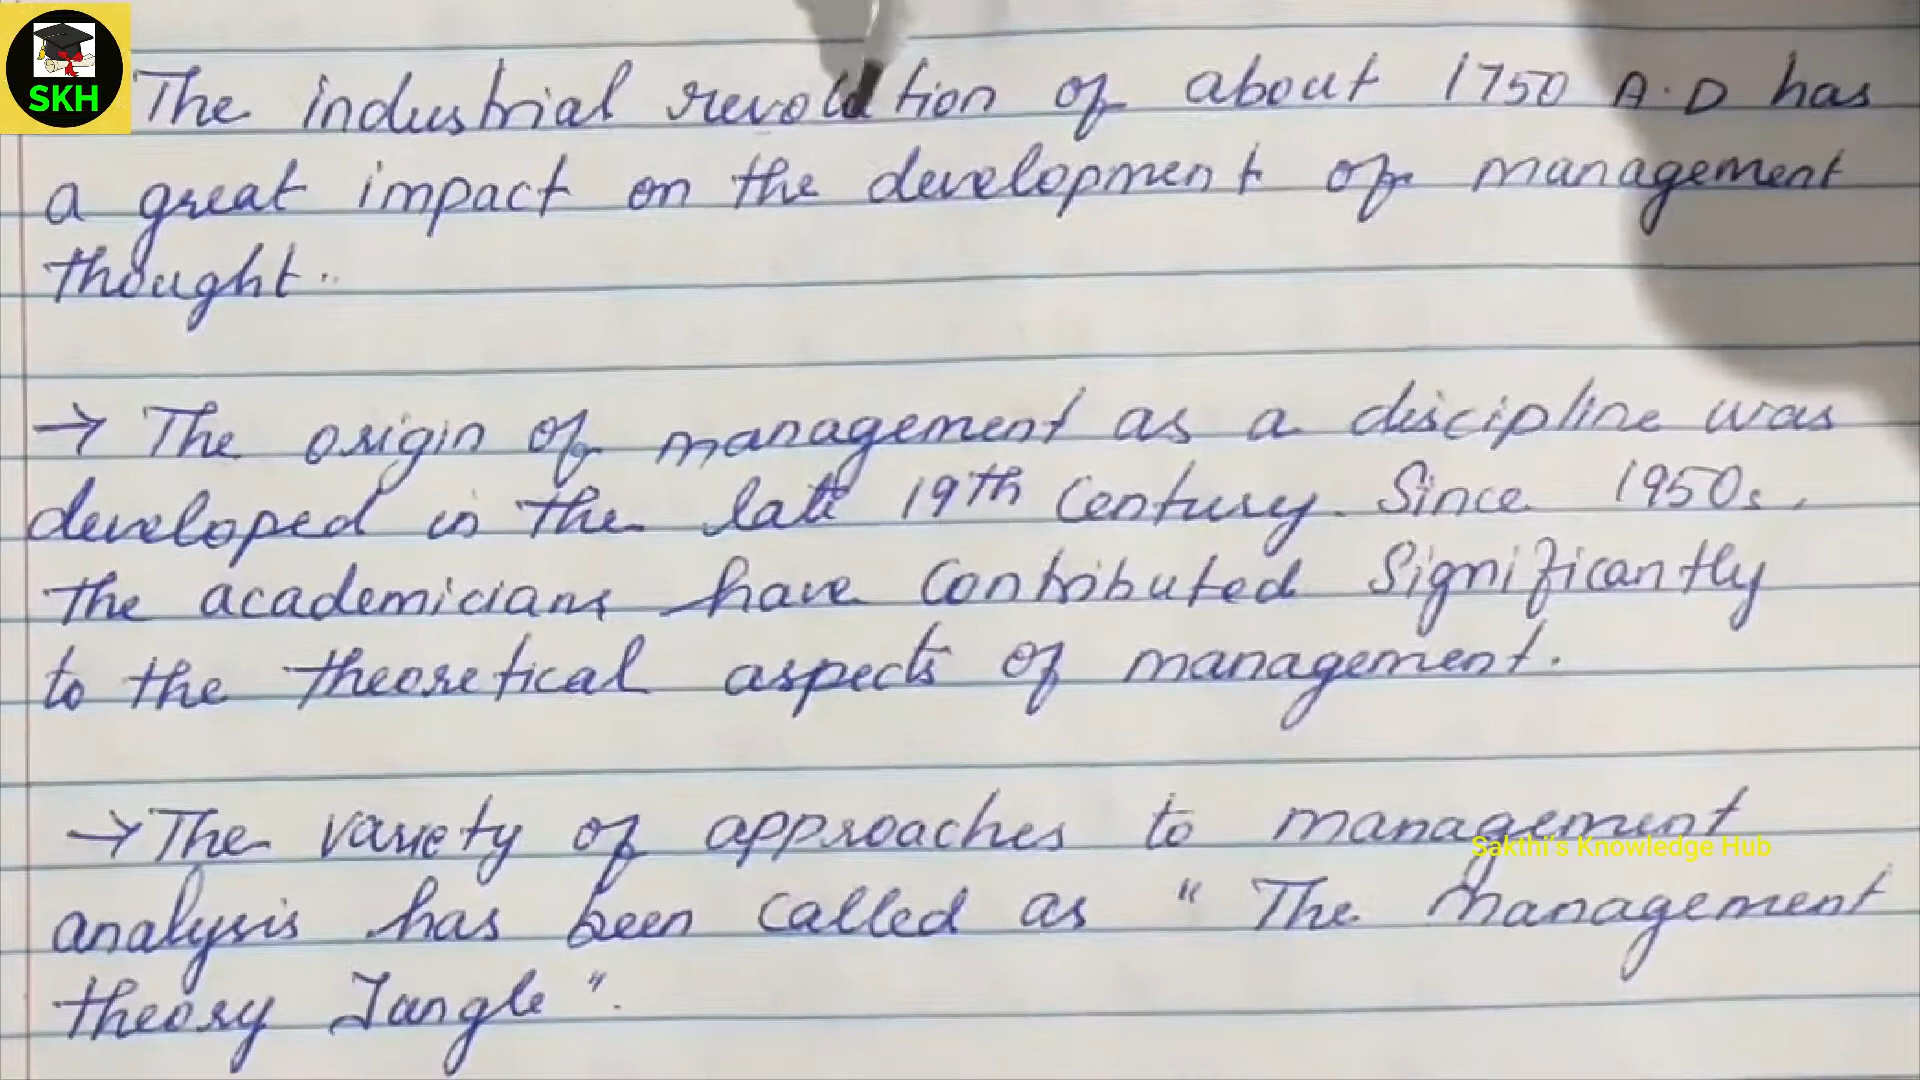 SKH
The industrial revolution of about 1750 A.D has
a great impact on the development of management
thought.
→ The origin of management as a discipline was
developed in the late 19th Century. Since 1950s,
the academicians have Contributed Significantly
to the theoretical aspects of management.
→ The variety of approaches to management
Sakthi's Knowledge Hub
analysis has been called as " The Management
theory Jungle ".